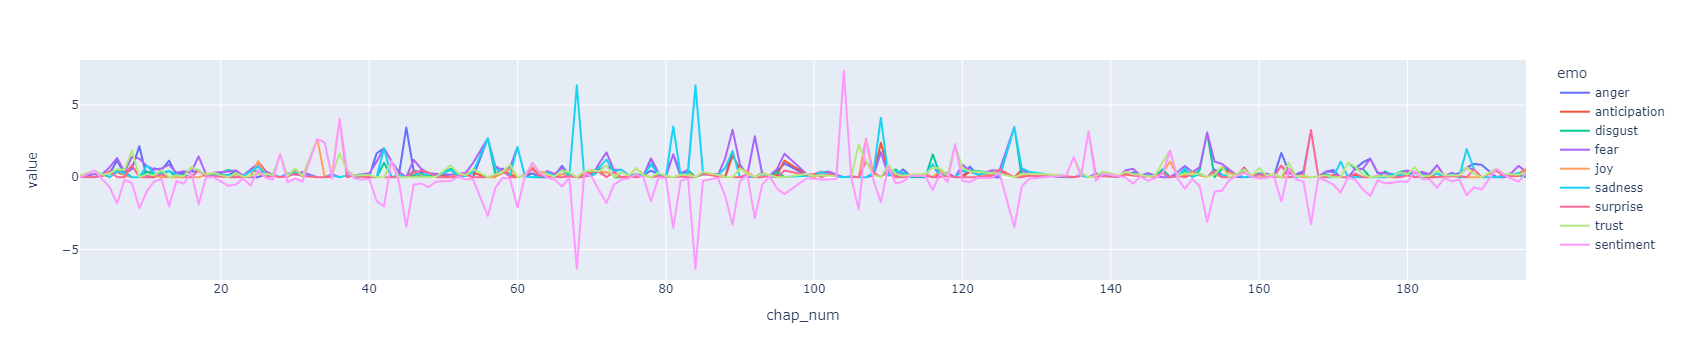 emo
anger
anticipation
disgust
fear
joy
sadness
surprise
trust
sentiment
value
5
0
−5
20 40 60 80 100 120 140 160 180
chap_num